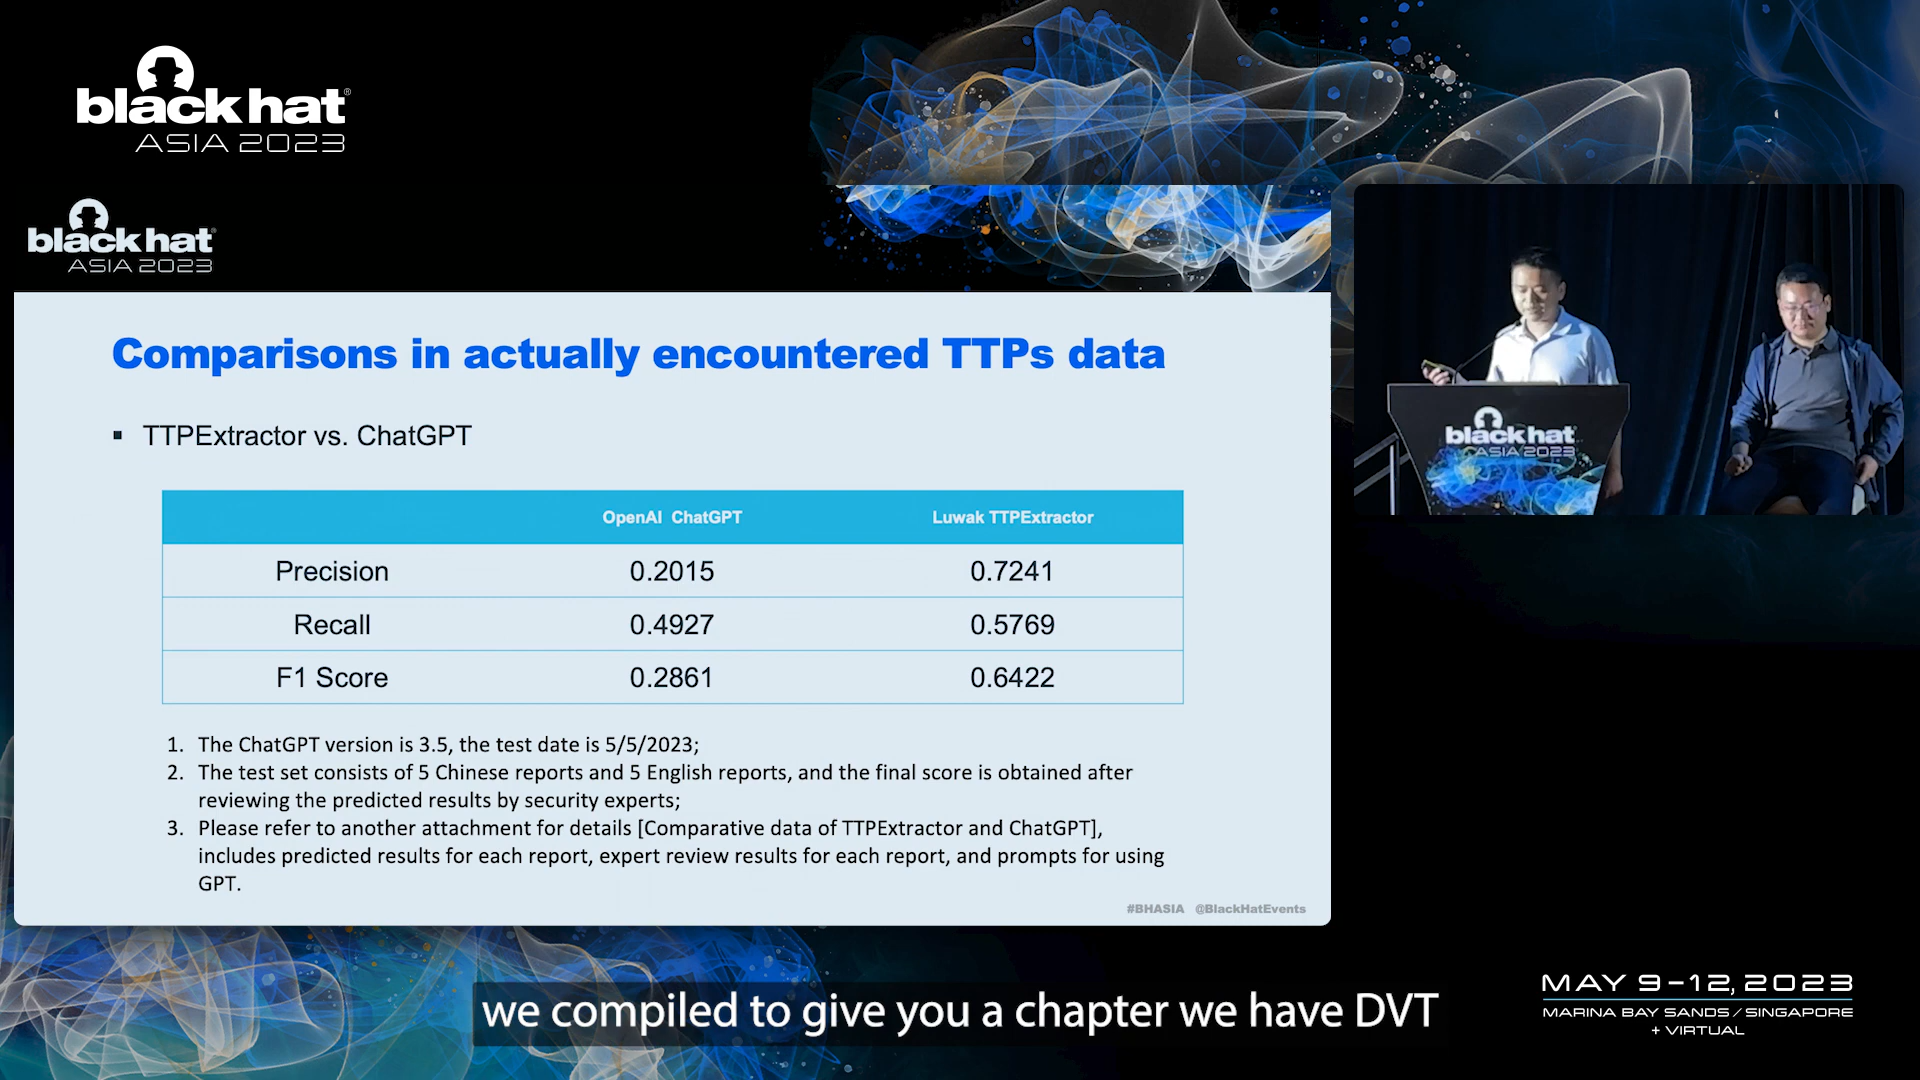 black hat®
ASIA 2023
black hat®
ASIA 2023
Comparisons in actually encountered TTPs data
▪ TTPExtractor vs. ChatGPT
OpenAI ChatGPT Luwak TTPExtractor
Precision 0.2015 0.7241
Recall 0.4927 0.5769
F1 Score 0.2861 0.6422
1. The ChatGPT version is 3.5, the test date is 5/5/2023;
2. The test set consists of 5 Chinese reports and 5 English reports, and the final score is obtained after
reviewing the predicted results by security experts;
3. Please refer to another attachment for details [Comparative data of TTPExtractor and ChatGPT],
includes predicted results for each report, expert review results for each report, and prompts for using
GPT.
#BHASIA @BlackHatEvents
black hat
ASIA 2023
we compiled to give you a chapter we have DVT
MAY 9-12, 2023
MARINA BAY SANDS / SINGAPORE
+ VIRTUAL